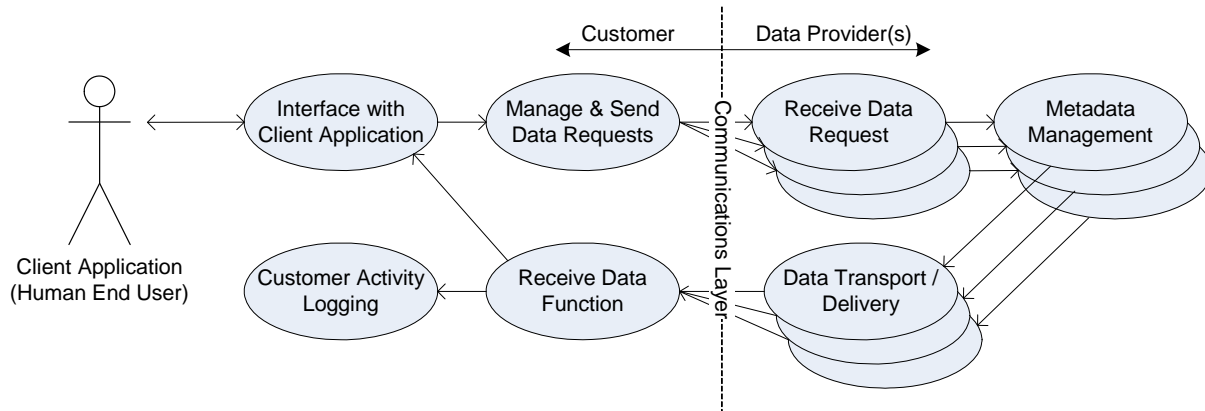 Customer
Data Provider(s)
Interface with
Client Application
Manage & Send
Data Requests
Receive Data
Request
Metadata
Management
Communications Layer
Client Application
(Human End User)
Customer Activity
Logging
Receive Data
Function
Data Transport /
Delivery